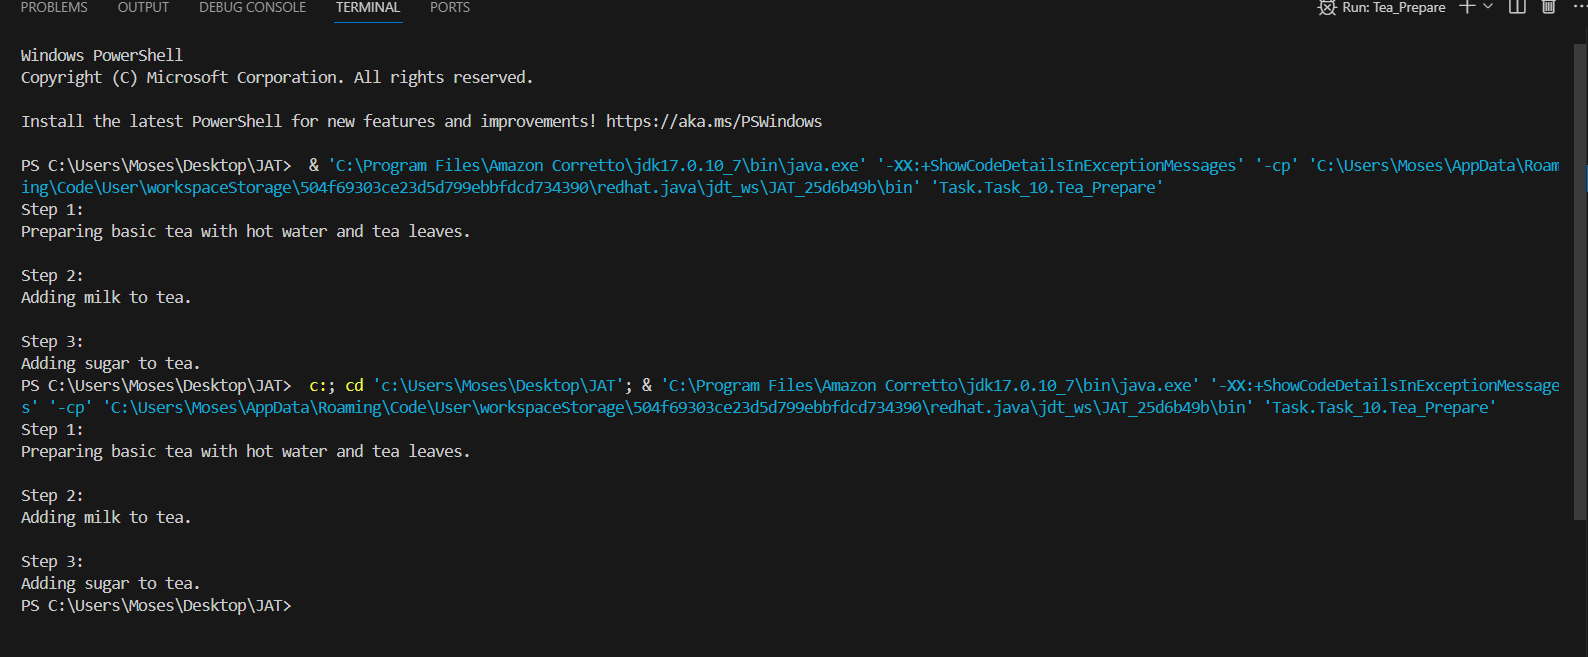 PROBLEMS OUTPUT DEBUG CONSOLE TERMINAL PORTS Run: Tea_Prepare
Windows PowerShell
Copyright (C) Microsoft Corporation. All rights reserved.
Install the latest PowerShell for new features and improvements! https://aka.ms/PSWindows
PS C:\Users\Moses\Desktop\JAT>  & 'C:\Program Files\Amazon Corretto\jdk17.0.10_7\bin\java.exe' '-XX:+ShowCodeDetailsInExceptionMessages' '-cp' 'C:\Users\Moses\AppData\Roam
ing\Code\User\workspaceStorage\504f69303ce23d5d799ebbfdcd734390\redhat.java\jdt_ws\JAT_25d6b49b\bin' 'Task.Task_10.Tea_Prepare'
Step 1:
Preparing basic tea with hot water and tea leaves.
Step 2:
Adding milk to tea.
Step 3:
Adding sugar to tea.
PS C:\Users\Moses\Desktop\JAT>  c:; cd 'c:\Users\Moses\Desktop\JAT'; & 'C:\Program Files\Amazon Corretto\jdk17.0.10_7\bin\java.exe' '-XX:+ShowCodeDetailsInExceptionMessage
s' '-cp' 'C:\Users\Moses\AppData\Roaming\Code\User\workspaceStorage\504f69303ce23d5d799ebbfdcd734390\redhat.java\jdt_ws\JAT_25d6b49b\bin' 'Task.Task_10.Tea_Prepare'
Step 1:
Preparing basic tea with hot water and tea leaves.
Step 2:
Adding milk to tea.
Step 3:
Adding sugar to tea.
PS C:\Users\Moses\Desktop\JAT>